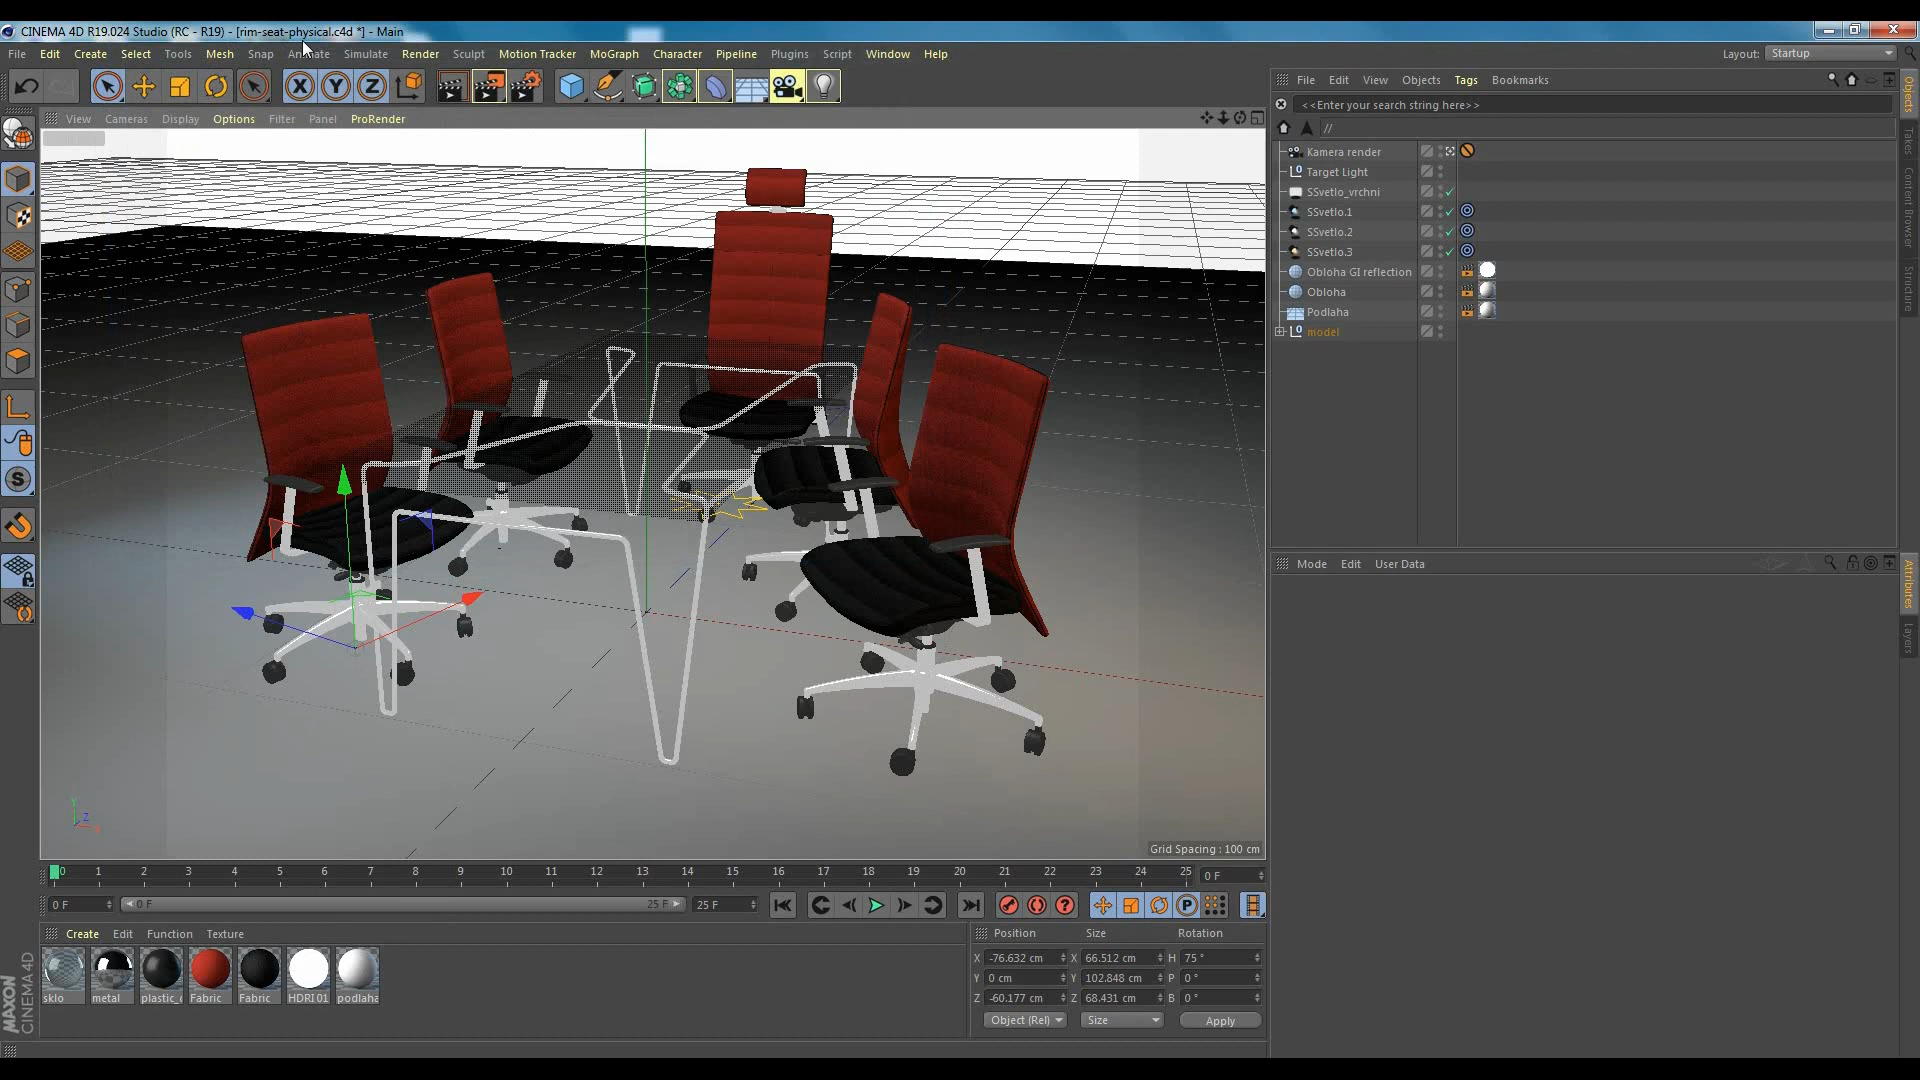 CINEMA 4D R19.024 Studio (RC - R19) - [rim-seat-physical.c4d *] - Main
File Edit Create Select Tools Mesh Snap Animate Simulate Render Sculpt Motion Tracker MoGraph Character Pipeline Plugins Script Window Help
Layout: Startup
X Y Z
View Cameras Display Options Filter Panel ProRender
File Edit View Objects Tags Bookmarks
<<Enter your search string here>>
//
Kamera render
Target Light
SSvetlo_vrchni
SSvetlo.1
SSvetlo.2
SSvetlo.3
Obloha GI reflection
Obloha
Podlaha
model
Objects
Takes
Content Browser
Structure
Mode Edit User Data
Attributes
Layers
S
Y
Z
X
Grid Spacing : 100 cm
0 1 2 3 4 5 6 7 8 9 10 11 12 13 14 15 16 17 18 19 20 21 22 23 24 25 0 F
0 F 0 F 25 F 25 F
P
Create Edit Function Texture
sklo metal plastic_ Fabric Fabric HDRI01 podlaha
Position Size Rotation
X -76.632 cm X 66.512 cm H 75 °
Y 0 cm Y 102.848 cm P 0 °
Z -60.177 cm Z 68.431 cm B 0 °
Object (Rel) Size Apply
MAXON
CINEMA 4D